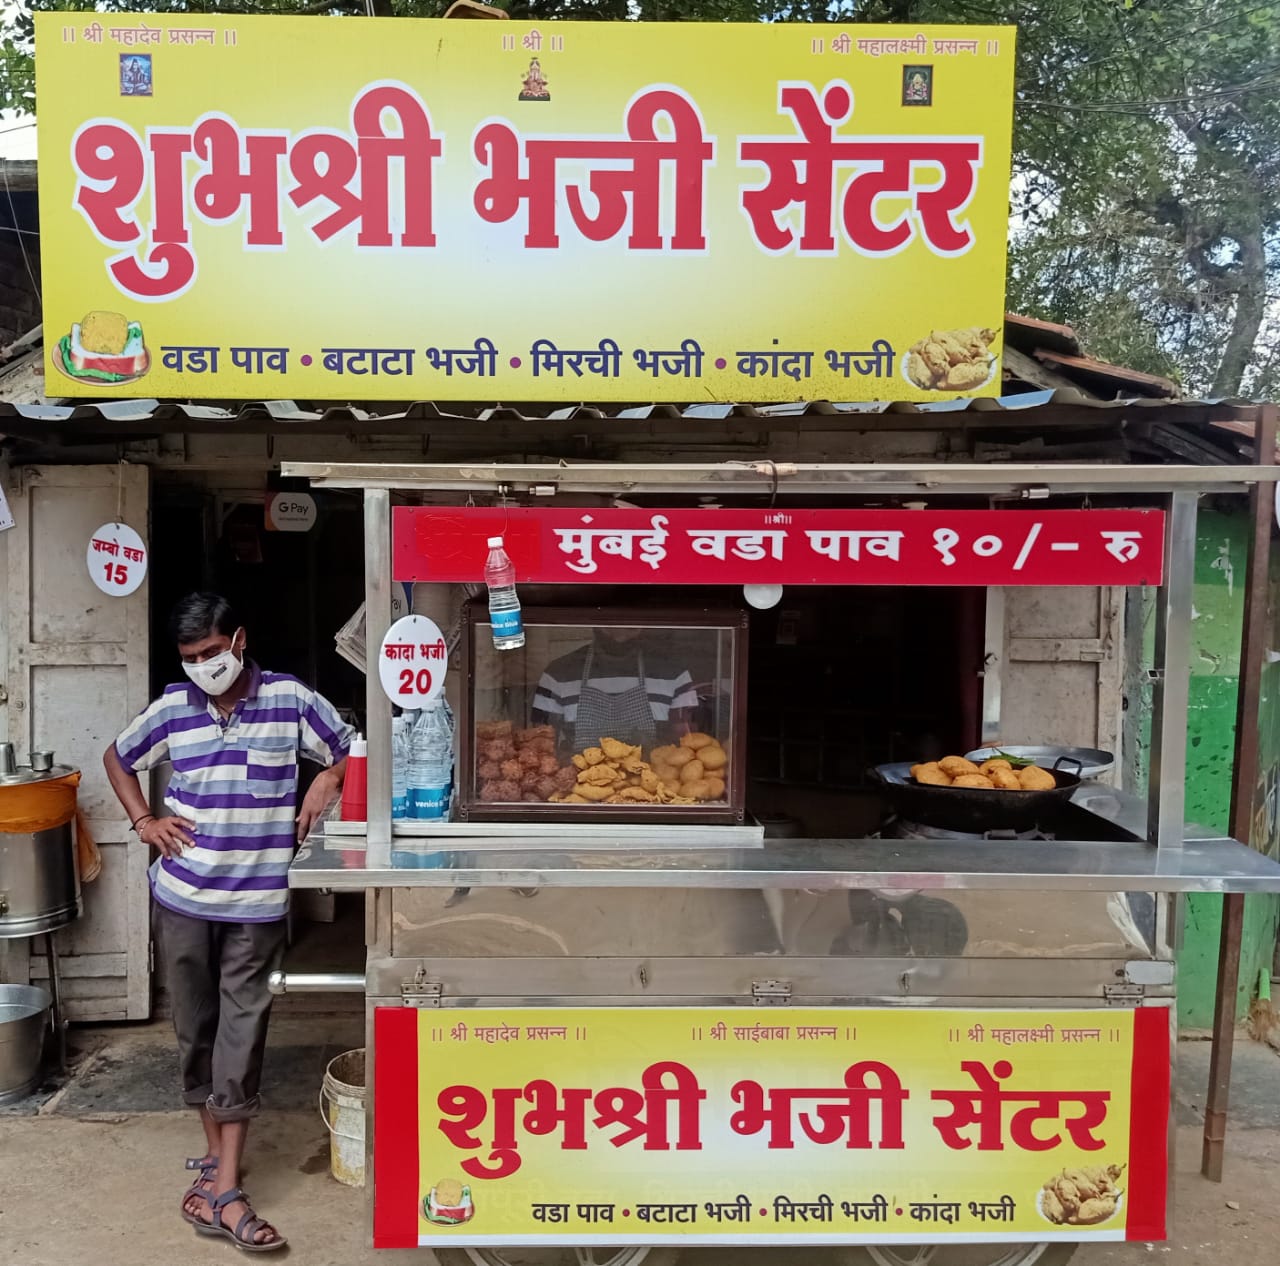 || श्री महादेव प्रसन्न ||
|| श्री ||
|| श्री महालक्ष्मी प्रसन्न ||
शुभश्री भजी सेंटर
वडा पाव • बटाटा भजी • मिरची भजी • कांदा भजी
G Pay
जम्बो वडा
15
||श्री||
मुंबई वडा पाव १०/- रु
कांदा भजी
20
|| श्री महादेव प्रसन्न ||
|| श्री साईबाबा प्रसन्न ||
|| श्री महालक्ष्मी प्रसन्न ||
शुभश्री भजी सेंटर
वडा पाव • बटाटा भजी • मिरची भजी • कांदा भजी